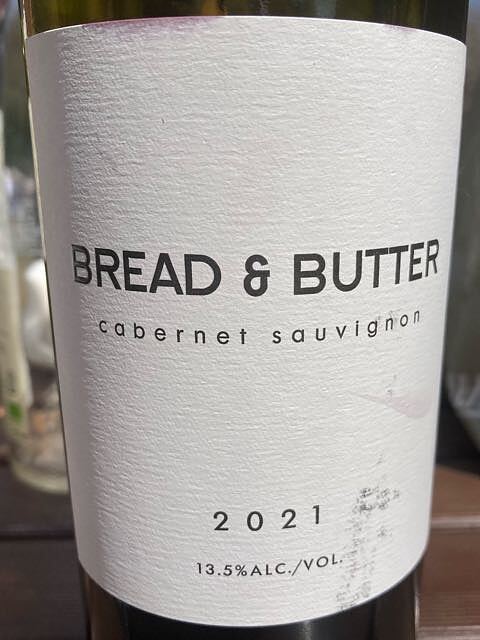 BREAD & BUTTER
cabernet sauvignon
2021
13.5%ALC./VOL.